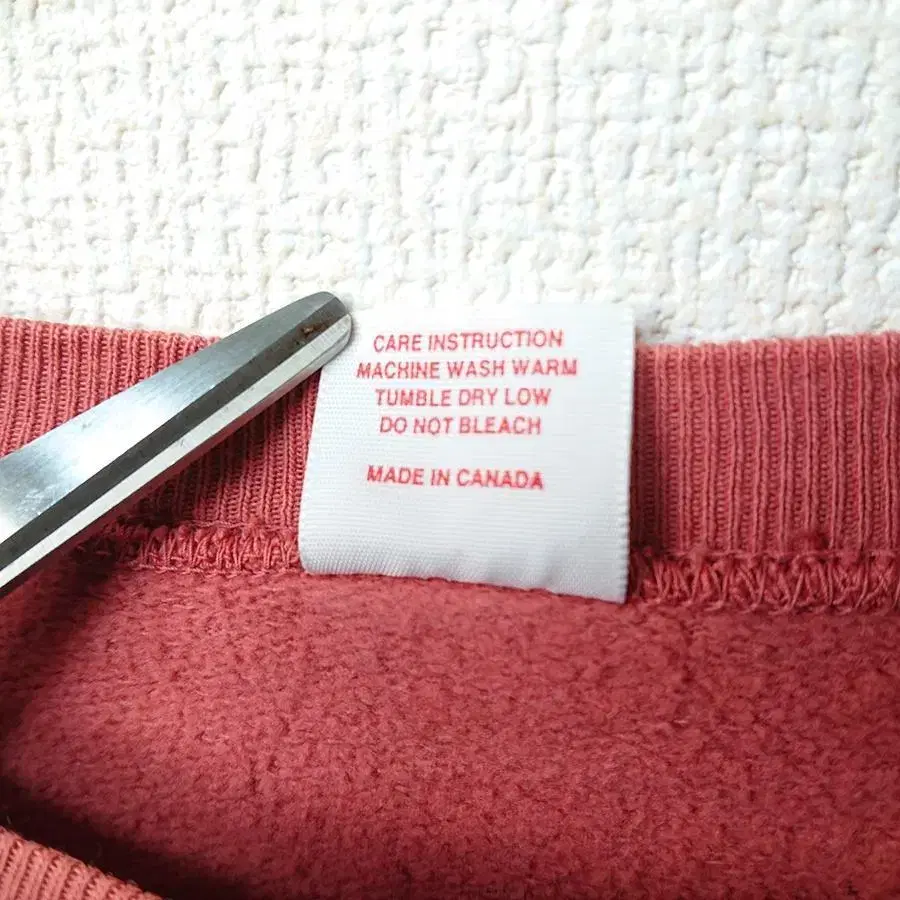 CARE INSTRUCTION
MACHINE WASH WARM
TUMBLE DRY LOW
DO NOT BLEACH
MADE IN CANADA